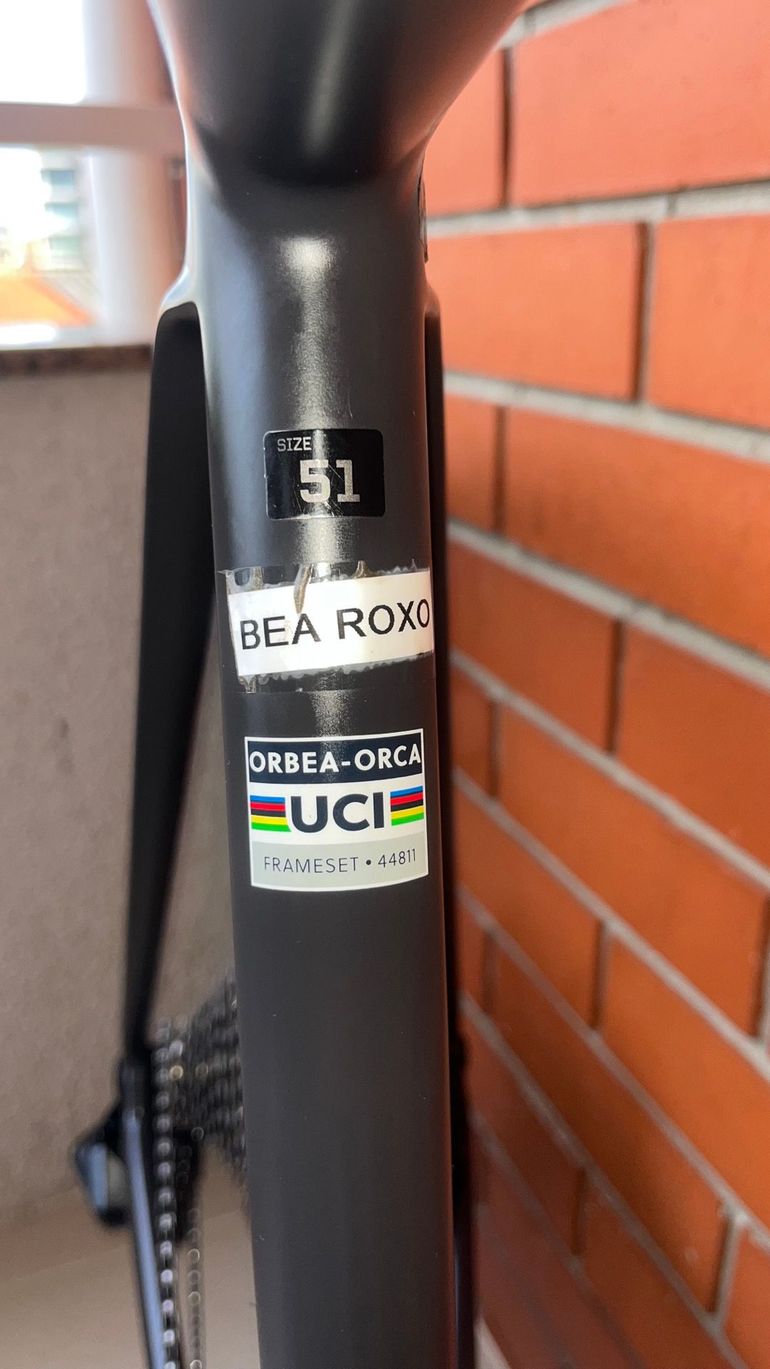 SIZE
51
BEA ROXO
ORBEA-ORCA
UCI
FRAMESET • 44811